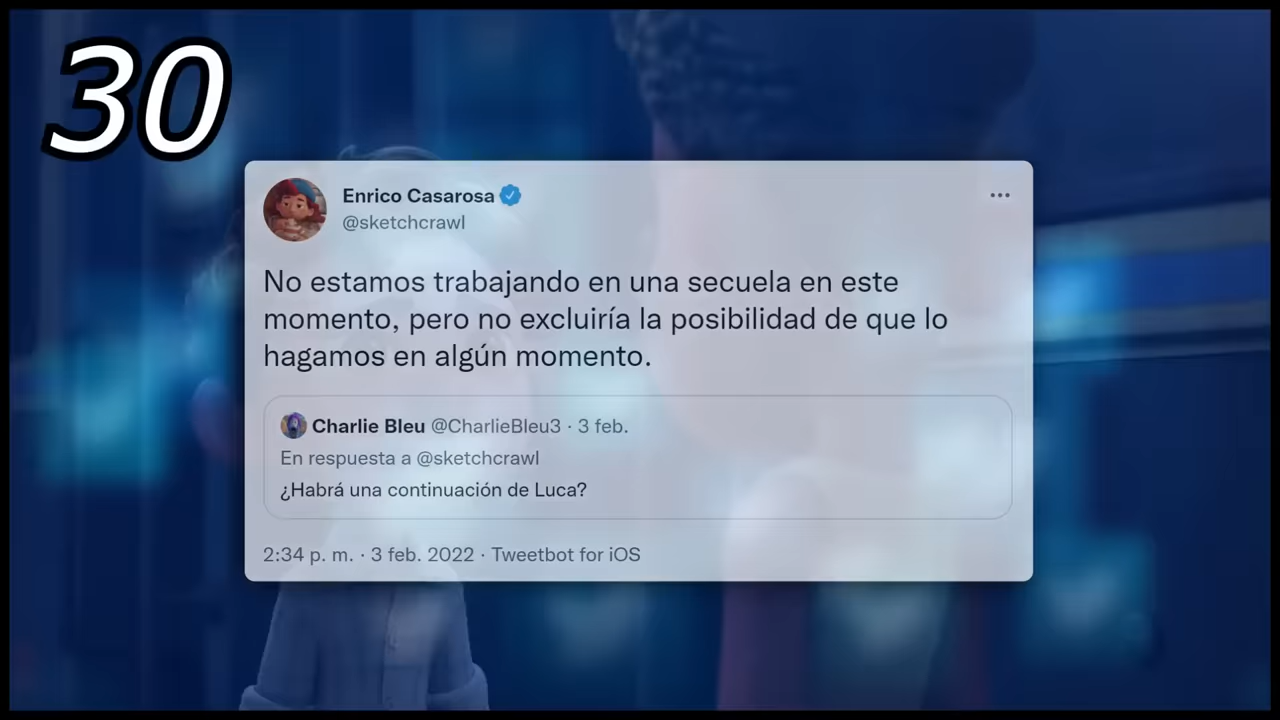 30
Enrico Casarosa
@sketchcrawl
No estamos trabajando en una secuela en este
momento, pero no excluiría la posibilidad de que lo
hagamos en algún momento.
Charlie Bleu @CharlieBleu3 · 3 feb.
En respuesta a @sketchcrawl
¿Habrá una continuación de Luca?
2:34 p. m. · 3 feb. 2022 · Tweetbot for iOS